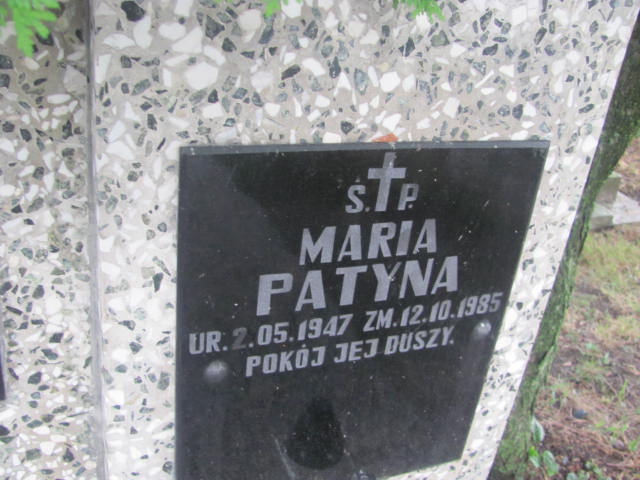 Ś.P.
MARIA
PATYNA
UR. 2.05.1947 ZM. 12.10.1985
POKÓJ JEJ DUSZY.